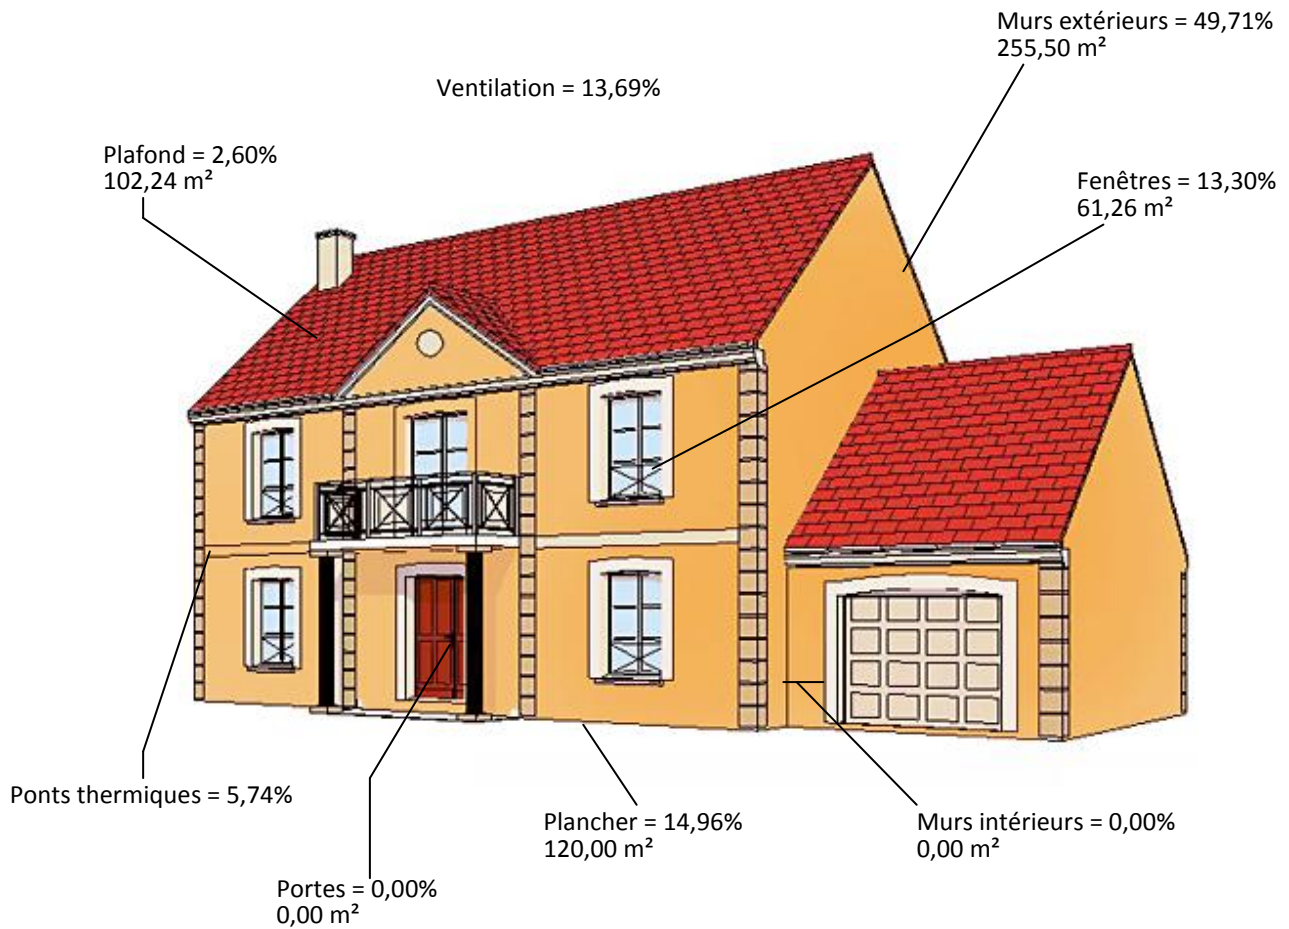 Murs extérieurs = 49,71%
255,50 m²
Ventilation = 13,69%
Plafond = 2,60%
102,24 m²
Fenêtres = 13,30%
61,26 m²
Ponts thermiques = 5,74%
Plancher = 14,96%
120,00 m²
Murs intérieurs = 0,00%
0,00 m²
Portes = 0,00%
0,00 m²